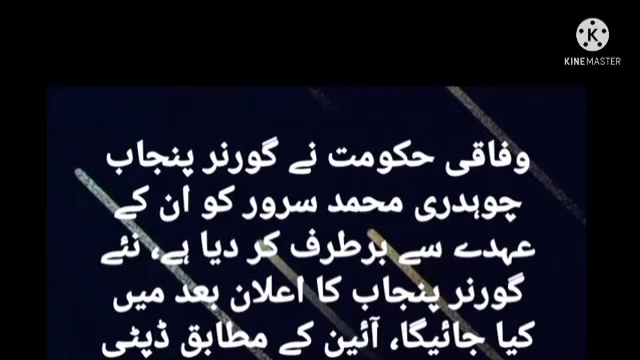 KINEMASTER
وفاقی حکومت نے گورنر پنجاب
چوہدری محمد سرور کو ان کے
عہدے سے برطرف کر دیا ہے، نئے
گورنر پنجاب کا اعلان بعد میں
کیا جائیگا، آئین کے مطابق ڈپٹی